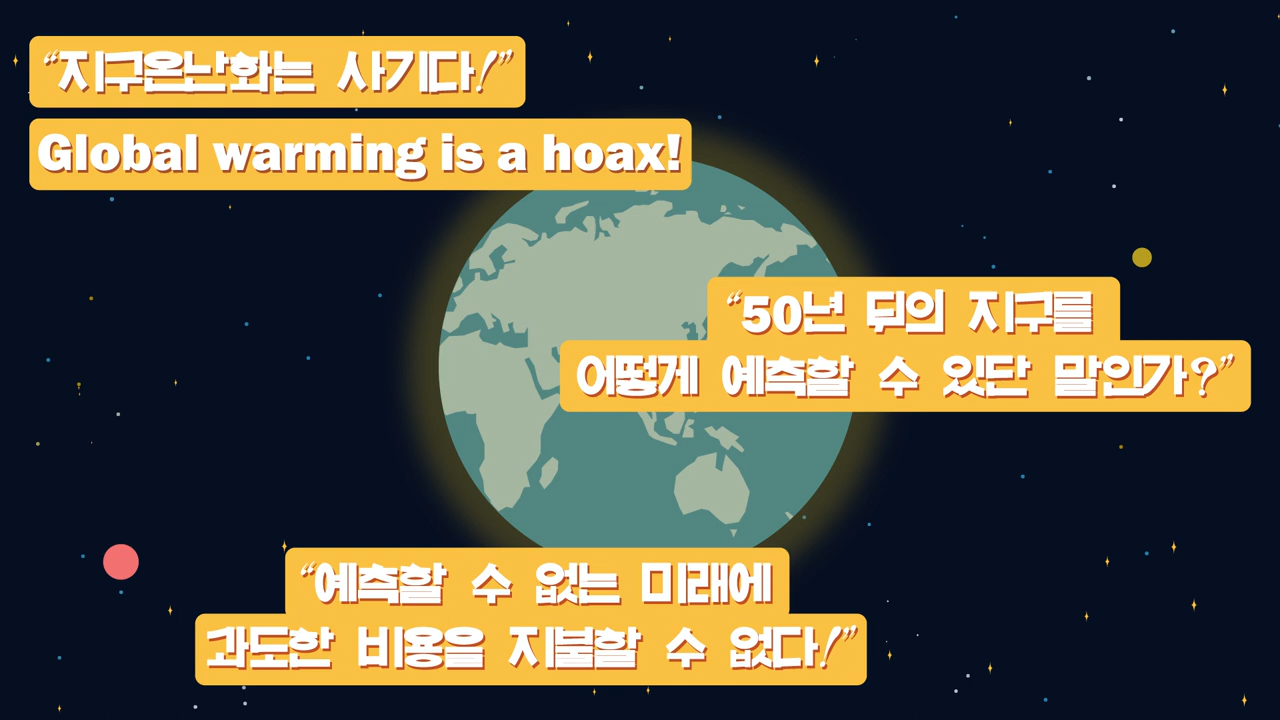 “지구온난화는 사기다!”
Global warming is a hoax!
“50년 뒤의 지구를
어떻게 예측할 수 있단 말인가?”
“예측할 수 없는 미래에
과도한 비용을 지불할 수 없다!”